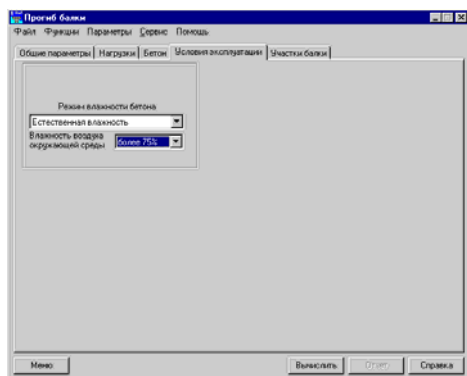 Прогиб балки
Файл Функции Параметры Сервис Помощь
Общие параметры Нагрузки Бетон Условия эксплуатации Участки балки
Режим влажности бетона
Естественная влажность
Влажность воздуха
окружающей среды
более 75%
Меню Вычислить Отчет Справка